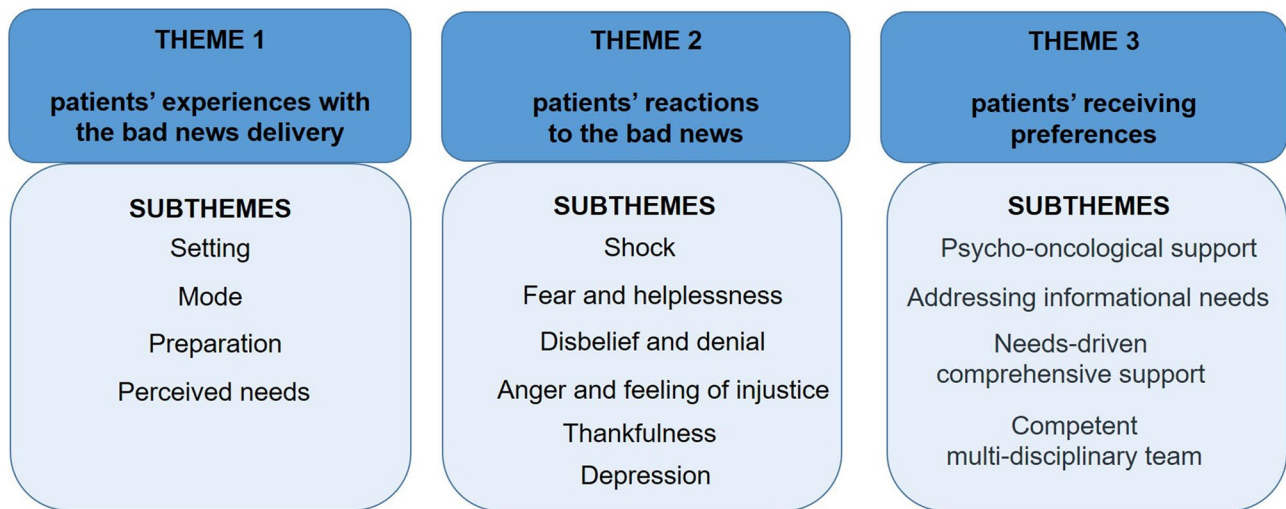 THEME 1
patients’ experiences with
the bad news delivery
SUBTHEMES
Setting
Mode
Preparation
Perceived needs
THEME 2
patients’ reactions
to the bad news
SUBTHEMES
Shock
Fear and helplessness
Disbelief and denial
Anger and feeling of injustice
Thankfulness
Depression
THEME 3
patients’ receiving
preferences
SUBTHEMES
Psycho-oncological support
Addressing informational needs
Needs-driven
comprehensive support
Competent
multi-disciplinary team